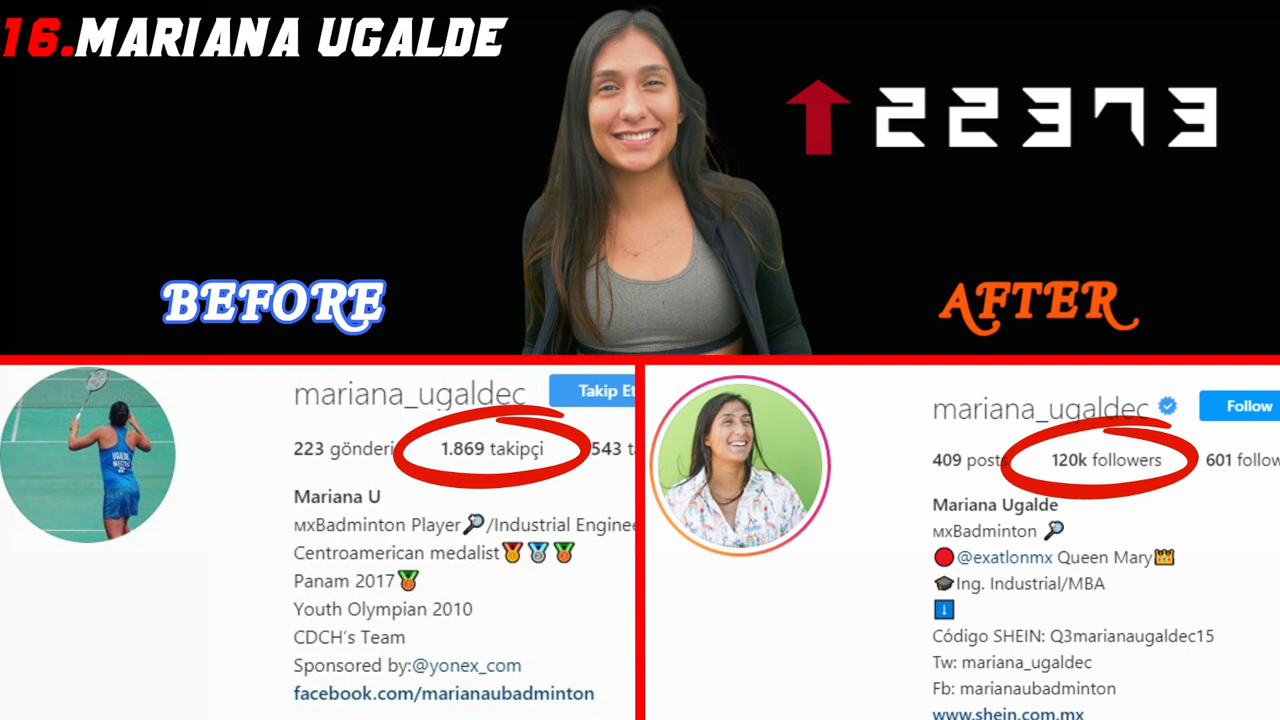 16.MARIANA UGALDE
22373
BEFORE
AFTER
mariana_ugaldec
Takip Et
223 gönderi
1.869 takipçi
543
Mariana U
MXBadminton Player🔎/Industrial Enginee
Centroamerican medalist🥇🥈🥉
Panam 2017🥉
Youth Olympian 2010
CDCH's Team
Sponsored by:@yonex_com
facebook.com/marianaubadminton
mariana_ugaldec
Follow
409 posts
120k followers
601 follow
Mariana Ugalde
MXBadminton 🔎
🔴@exatlonmx Queen Mary👑
🎓Ing. Industrial/MBA
⬇️
Código SHEIN: Q3marianaugaldec15
Tw: mariana_ugaldec
Fb: marianaubadminton
www.shein.com.mx